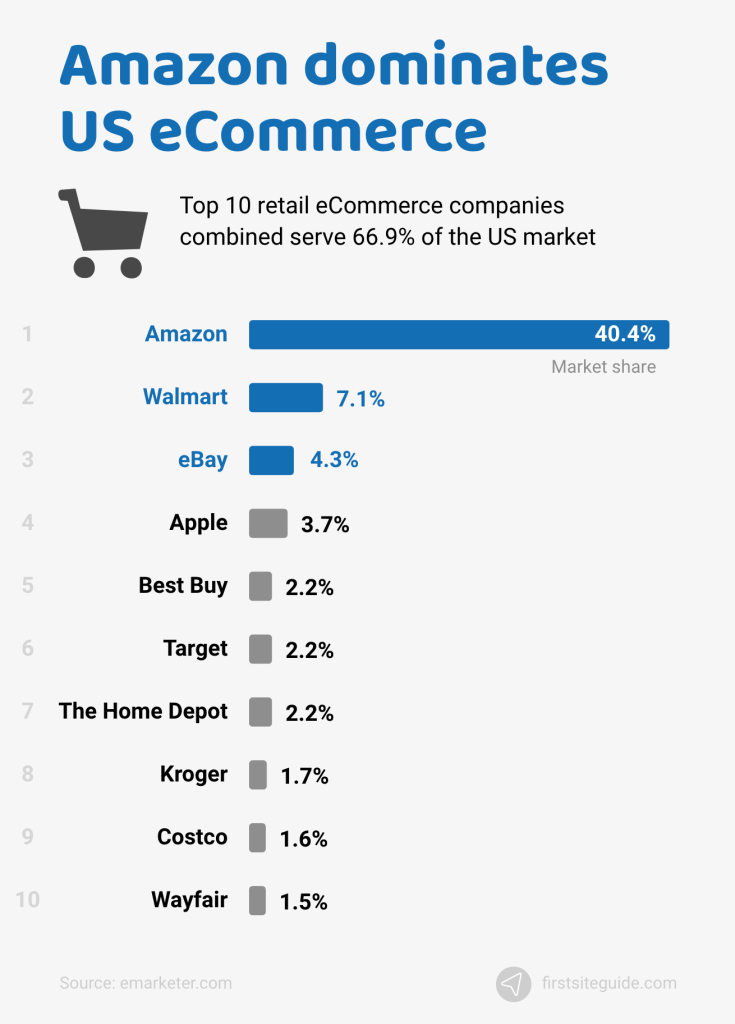 Amazon dominates
US eCommerce
Top 10 retail eCommerce companies
combined serve 66.9% of the US market
1 Amazon 40.4%
Market share
2 Walmart 7.1%
3 eBay 4.3%
4 Apple 3.7%
5 Best Buy 2.2%
6 Target 2.2%
7 The Home Depot 2.2%
8 Kroger 1.7%
9 Costco 1.6%
10 Wayfair 1.5%
Source: emarketer.com firstsiteguide.com